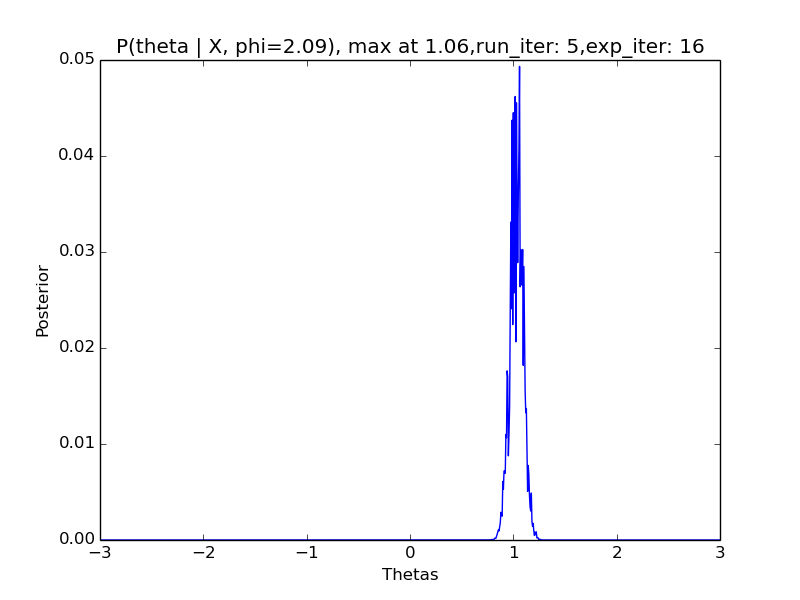 P(theta | X, phi=2.09), max at 1.06,run_iter: 5,exp_iter: 16
0.05
0.04
0.03
0.02
0.01
0.00
Posterior
−3 −2 −1 0 1 2 3
Thetas